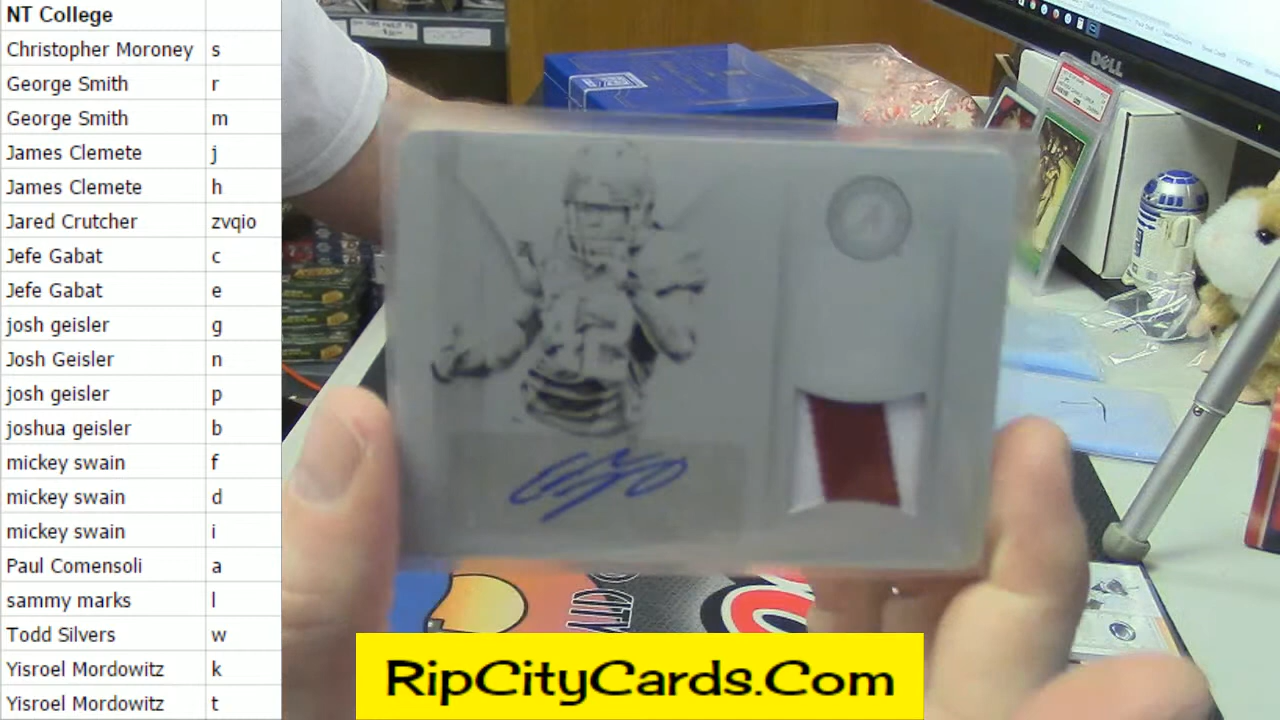 NT College
Christopher Moroney s
George Smith r
George Smith m
James Clemete j
James Clemete h
Jared Crutcher zvqio
Jefe Gabat c
Jefe Gabat e
josh geisler g
Josh Geisler n
josh geisler p
joshua geisler b
mickey swain f
mickey swain d
mickey swain i
Paul Comensoli a
sammy marks l
Todd Silvers w
Yisroel Mordowitz k
Yisroel Mordowitz t
DELL
A
CITY
RipCityCards.Com